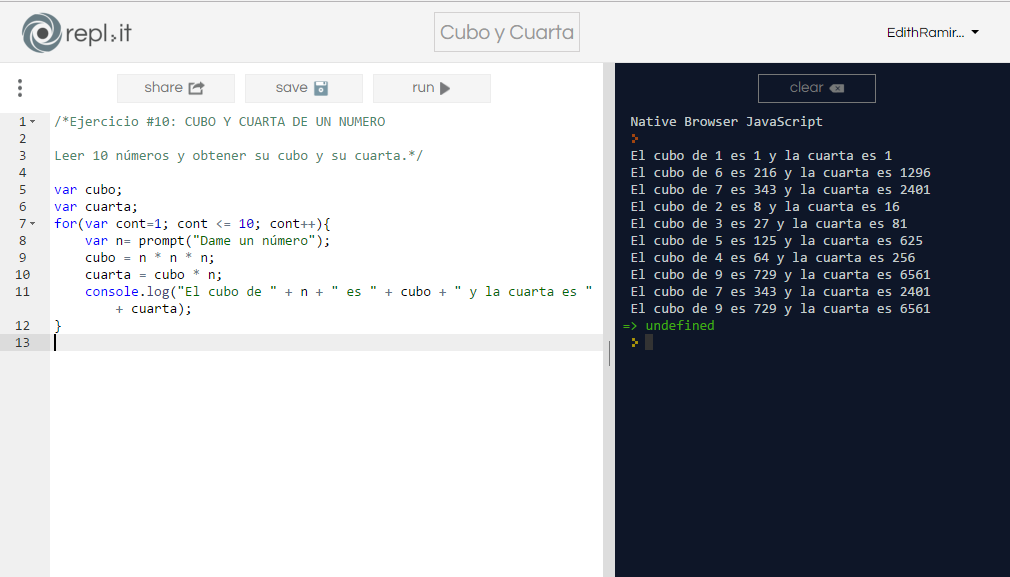 repl.it
Cubo y Cuarta
EdithRamir...
share
save
run
clear
1 /*Ejercicio #10: CUBO Y CUARTA DE UN NUMERO
2
3 Leer 10 números y obtener su cubo y su cuarta.*/
4
5 var cubo;
6 var cuarta;
7 for(var cont=1; cont <= 10; cont++){
8 var n= prompt("Dame un número");
9 cubo = n * n * n;
10 cuarta = cubo * n;
11 console.log("El cubo de " + n + " es " + cubo + " y la cuarta es "
+ cuarta);
12 }
13
Native Browser JavaScript
El cubo de 1 es 1 y la cuarta es 1
El cubo de 6 es 216 y la cuarta es 1296
El cubo de 7 es 343 y la cuarta es 2401
El cubo de 2 es 8 y la cuarta es 16
El cubo de 3 es 27 y la cuarta es 81
El cubo de 5 es 125 y la cuarta es 625
El cubo de 4 es 64 y la cuarta es 256
El cubo de 9 es 729 y la cuarta es 6561
El cubo de 7 es 343 y la cuarta es 2401
El cubo de 9 es 729 y la cuarta es 6561
=> undefined